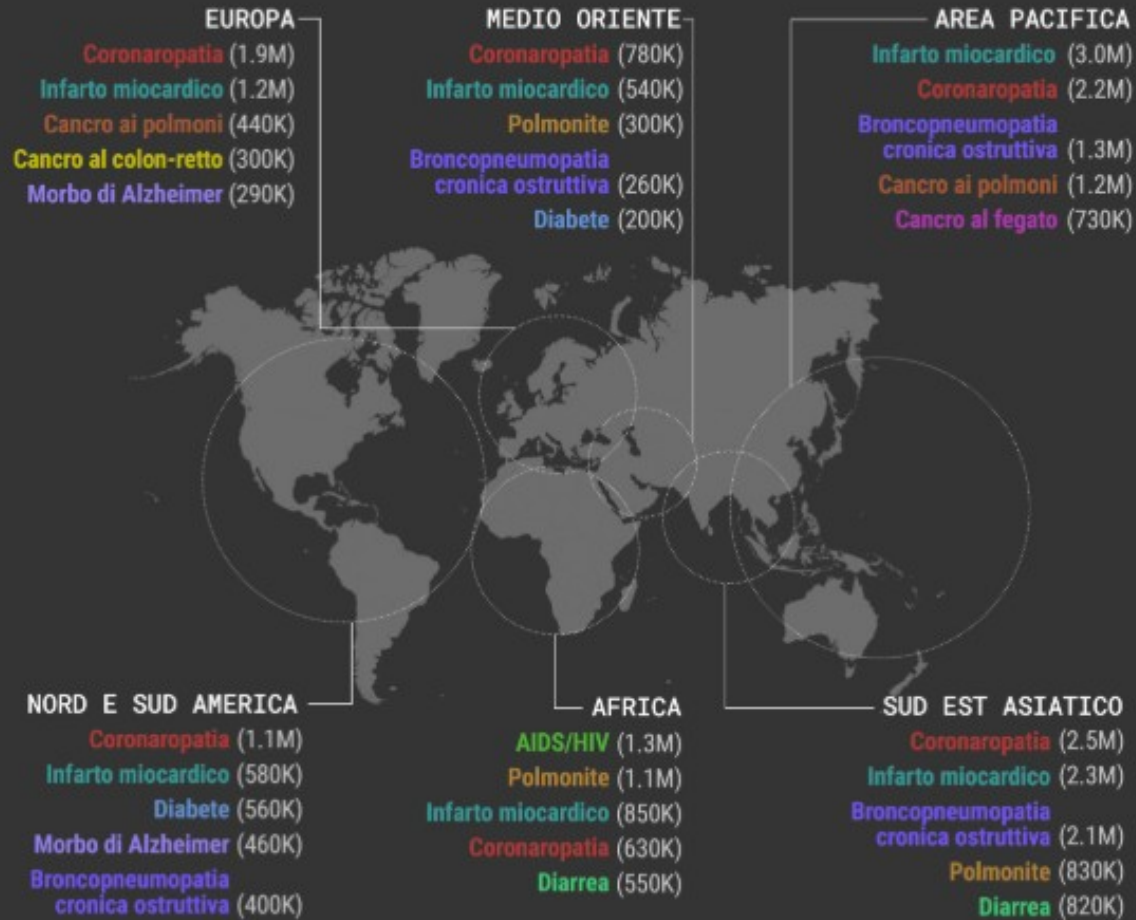 EUROPA
Coronaropatia (1.9M)
Infarto miocardico (1.2M)
Cancro ai polmoni (440K)
Cancro al colon-retto (300K)
Morbo di Alzheimer (290K)
MEDIO ORIENTE
Coronaropatia (780K)
Infarto miocardico (540K)
Polmonite (300K)
Broncopneumopatia
cronica ostruttiva (260K)
Diabete (200K)
AREA PACIFICA
Infarto miocardico (3.0M)
Coronaropatia (2.2M)
Broncopneumopatia
cronica ostruttiva (1.3M)
Cancro ai polmoni (1.2M)
Cancro al fegato (730K)
NORD E SUD AMERICA
Coronaropatia (1.1M)
Infarto miocardico (580K)
Diabete (560K)
Morbo di Alzheimer (460K)
Broncopneumopatia
cronica ostruttiva (400K)
AFRICA
AIDS/HIV (1.3M)
Polmonite (1.1M)
Infarto miocardico (850K)
Coronaropatia (630K)
Diarrea (550K)
SUD EST ASIATICO
Coronaropatia (2.5M)
Infarto miocardico (2.3M)
Broncopneumopatia
cronica ostruttiva (2.1M)
Polmonite (830K)
Diarrea (820K)